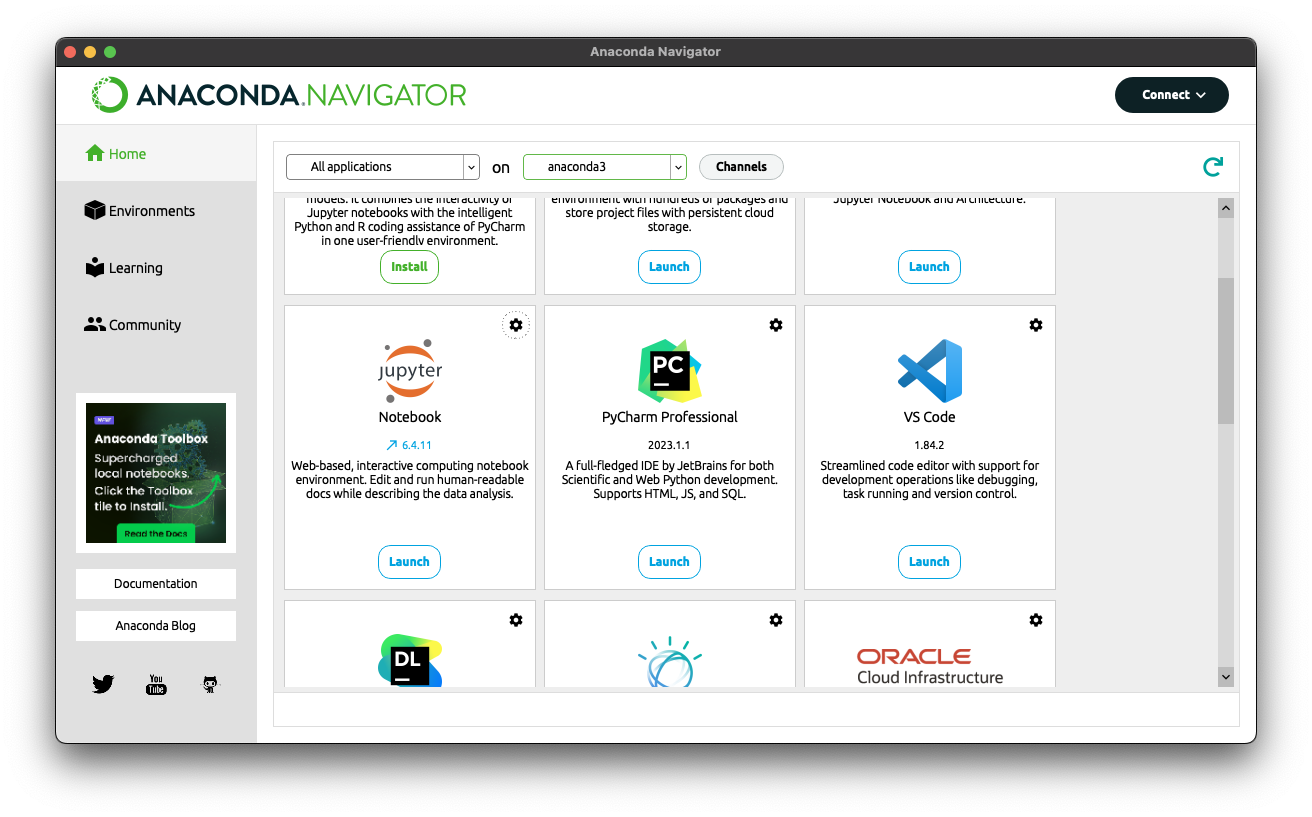 Anaconda Navigator
ANACONDA.NAVIGATOR
Connect
Home
Environments
Learning
Community
NEW!
Anaconda Toolbox
Supercharged
local notebooks.
Click the Toolbox
tile to Install.
Read the Docs
Documentation
Anaconda Blog
You
Tube
All applications
on
anaconda3
Channels
models. It combines the interactivity of
Jupyter notebooks with the intelligent
Python and R coding assistance of PyCharm
in one user-friendly environment.
Install
environment with hundreds of packages and
store project files with persistent cloud
storage.
Launch
Jupyter Notebook and Architecture.
Launch
jupyter
Notebook
6.4.11
Web-based, interactive computing notebook
environment. Edit and run human-readable
docs while describing the data analysis.
Launch
PC
PyCharm Professional
2023.1.1
A full-fledged IDE by JetBrains for both
Scientific and Web Python development.
Supports HTML, JS, and SQL.
Launch
VS Code
1.84.2
Streamlined code editor with support for
development operations like debugging,
task running and version control.
Launch
DL
ORACLE
Cloud Infrastructure